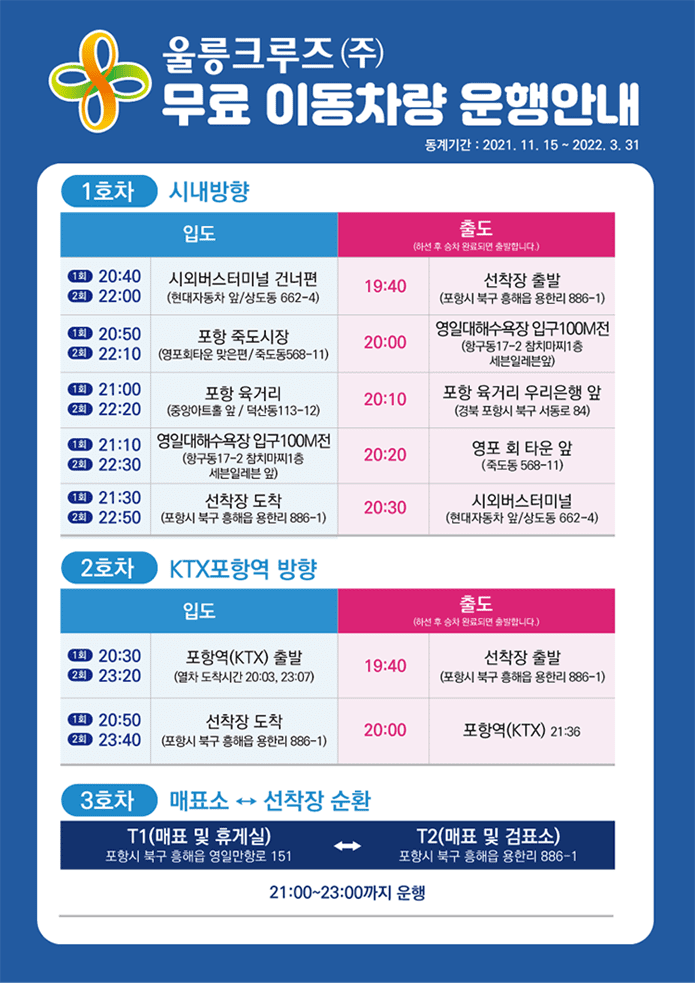 울릉크루즈(주)
무료 이동차량 운행안내
동계기간 : 2021. 11. 15 ~ 2022. 3. 31
1호차 시내방향
입도
출도
(하선 후 승차 완료되면 출발합니다.)
1회 20:40
2회 22:00
시외버스터미널 건너편
(현대자동차 앞/상도동 662-4)
19:40
선착장 출발
(포항시 북구 흥해읍 용한리 886-1)
1회 20:50
2회 22:10
포항 죽도시장
(영포회타운 맞은편/죽도동568-11)
20:00
영일대해수욕장 입구100M전
(항구동17-2 참치마찌1층
세븐일레븐앞)
1회 21:00
2회 22:20
포항 육거리
(중앙아트홀 앞 / 덕산동113-12)
20:10
포항 육거리 우리은행 앞
(경북 포항시 북구 서동로 84)
1회 21:10
2회 22:30
영일대해수욕장 입구100M전
(항구동17-2 참치마찌1층
세븐일레븐 앞)
20:20
영포 회 타운 앞
(죽도동 568-11)
1회 21:30
2회 22:50
선착장 도착
(포항시 북구 흥해읍 용한리 886-1)
20:30
시외버스터미널
(현대자동차 앞/상도동 662-4)
2호차 KTX포항역 방향
입도
출도
(하선 후 승차 완료되면 출발합니다.)
1회 20:30
2회 23:20
포항역(KTX) 출발
(열차 도착시간 20:03, 23:07)
19:40
선착장 출발
(포항시 북구 흥해읍 용한리 886-1)
1회 20:50
2회 23:40
선착장 도착
(포항시 북구 흥해읍 용한리 886-1)
20:00
포항역(KTX) 21:36
3호차 매표소 ↔ 선착장 순환
T1(매표 및 휴게실)
포항시 북구 흥해읍 영일만항로 151
↔
T2(매표 및 검표소)
포항시 북구 흥해읍 용한리 886-1
21:00~23:00까지 운행